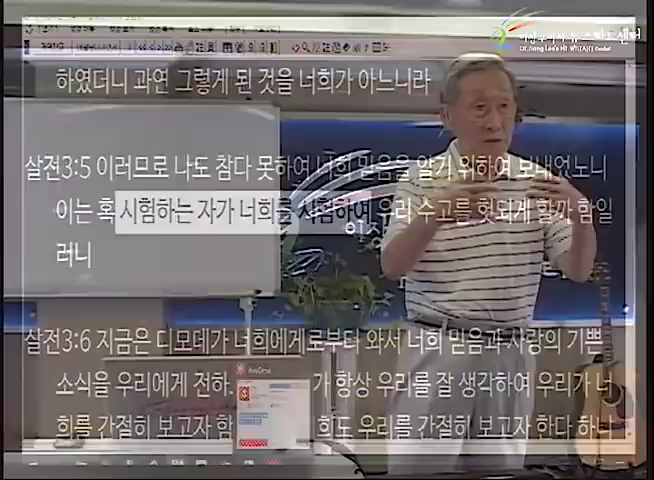 하였더니 과연 그렇게 된 것을 너희가 아느니라
살전3:5 이러므로 나도 참다 못하여 너희 믿음을 알기 위하여 보내었노니
이는 혹 시험하는 자가 너희를 시험하여 우리 수고를 헛되게 할까 함일
러니
살전3:6 지금은 디모데가 너희에게로부터 와서 너희 믿음과 사랑의 기쁜
소식을 우리에게 전하 가 항상 우리를 잘 생각하여 우리가 너
희를 간절히 보고자 함 희도 우리를 간절히 보고자 한다 하니